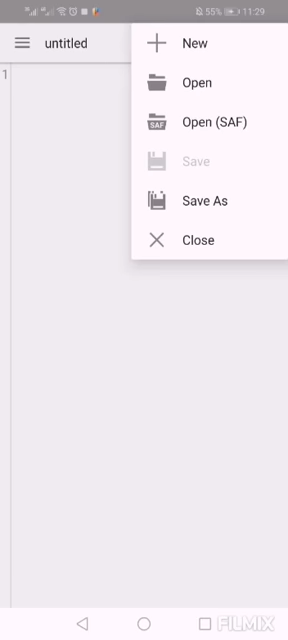 55% 11:29
untitled
New
Open
SAF Open (SAF)
Save
Save As
Close
1
FILMIX